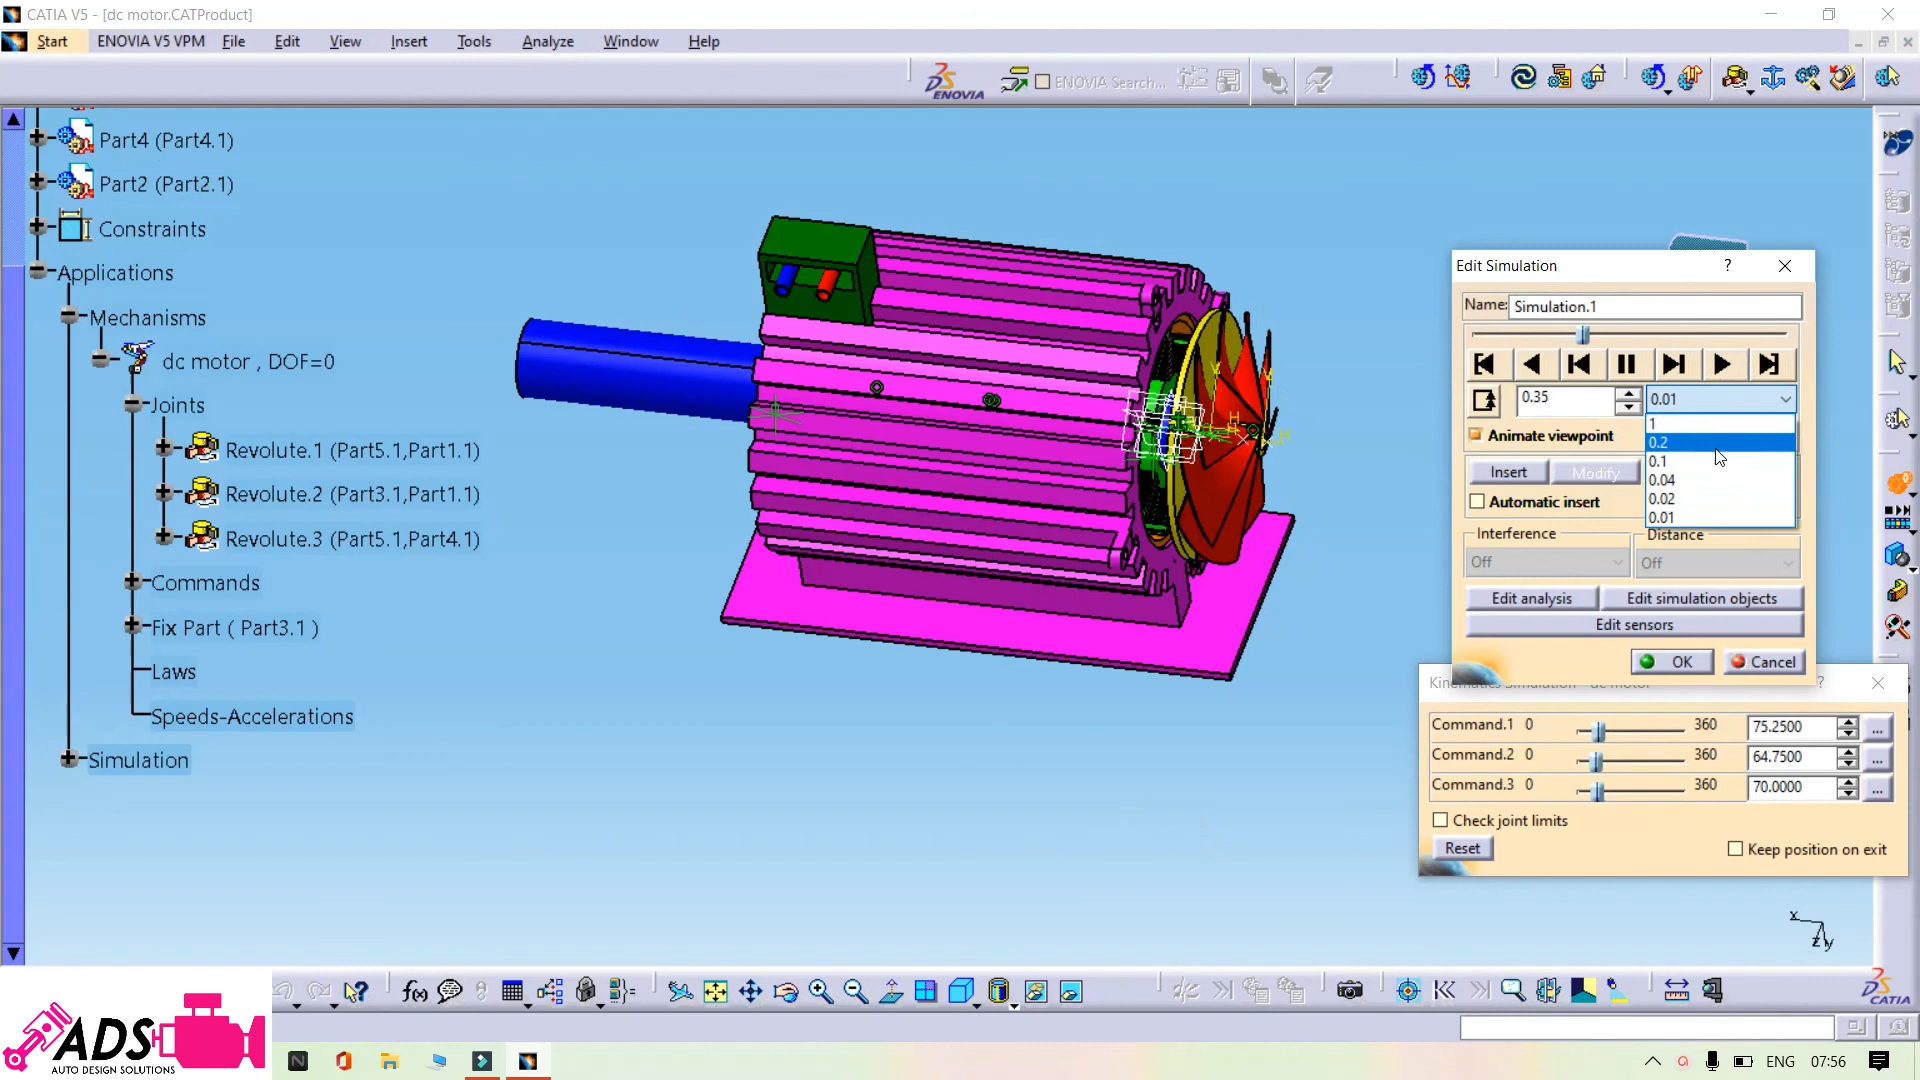 CATIA V5 - [dc motor.CATProduct]
Start ENOVIA V5 VPM File Edit View Insert Tools Analyze Window Help
ENOVIA
ENOVIA Search...
Part4 (Part4.1)
Part2 (Part2.1)
Constraints
Applications
Mechanisms
dc motor , DOF=0
Joints
Revolute.1 (Part5.1,Part1.1)
Revolute.2 (Part3.1,Part1.1)
Revolute.3 (Part5.1,Part4.1)
Commands
Fix Part ( Part3.1 )
Laws
Speeds-Accelerations
Simulation
H
H
Edit Simulation ?
Name: Simulation.1
0.35 0.01
1
0.2
0.1
0.04
0.02
0.01
Animate viewpoint
Insert Modify
Automatic insert
Interference Distance
Off Off
Edit analysis Edit simulation objects
Edit sensors
OK Cancel
Kinematics Simulation - dc motor ?
Command.1 0 360 75.2500 ...
Command.2 0 360 64.7500 ...
Command.3 0 360 70.0000 ...
Check joint limits
Reset Keep position on exit
x
z y
f(x)
CATIA
ADS
AUTO DESIGN SOLUTIONS
N
ENG 07:56